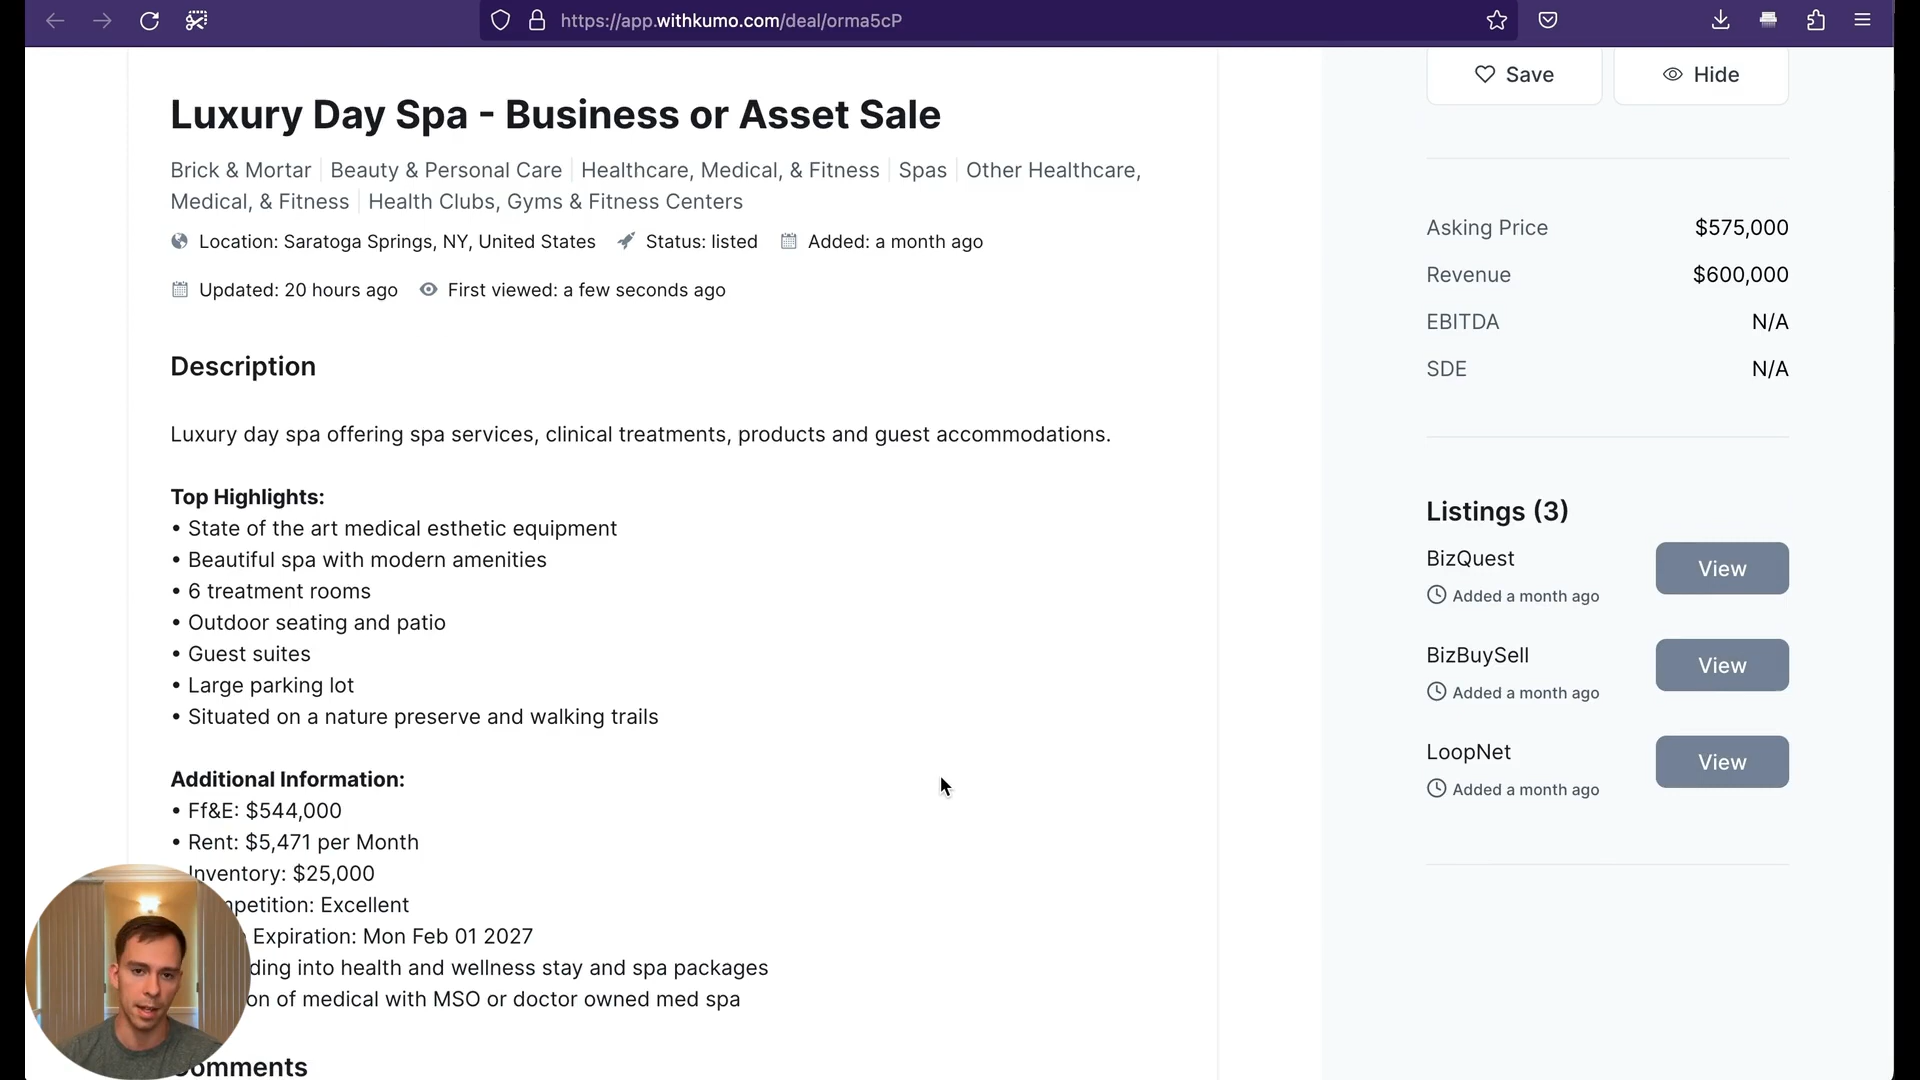 https://app.withkumo.com/deal/orma5cP
Save
Hide
Luxury Day Spa - Business or Asset Sale
Brick & Mortar | Beauty & Personal Care | Healthcare, Medical, & Fitness | Spas | Other Healthcare,
Medical, & Fitness | Health Clubs, Gyms & Fitness Centers
Location: Saratoga Springs, NY, United States Status: listed Added: a month ago
Updated: 20 hours ago First viewed: a few seconds ago
Description
Luxury day spa offering spa services, clinical treatments, products and guest accommodations.
Top Highlights:
• State of the art medical esthetic equipment
• Beautiful spa with modern amenities
• 6 treatment rooms
• Outdoor seating and patio
• Guest suites
• Large parking lot
• Situated on a nature preserve and walking trails
Additional Information:
• Ff&E: $544,000
• Rent: $5,471 per Month
Inventory: $25,000
Excellent
Expiration: Mon Feb 01 2027
into health and wellness stay and spa packages
of medical with MSO or doctor owned med spa
Comments
Asking Price $575,000
Revenue $600,000
EBITDA N/A
SDE N/A
Listings (3)
BizQuest
Added a month ago
View
BizBuySell
Added a month ago
View
LoopNet
Added a month ago
View